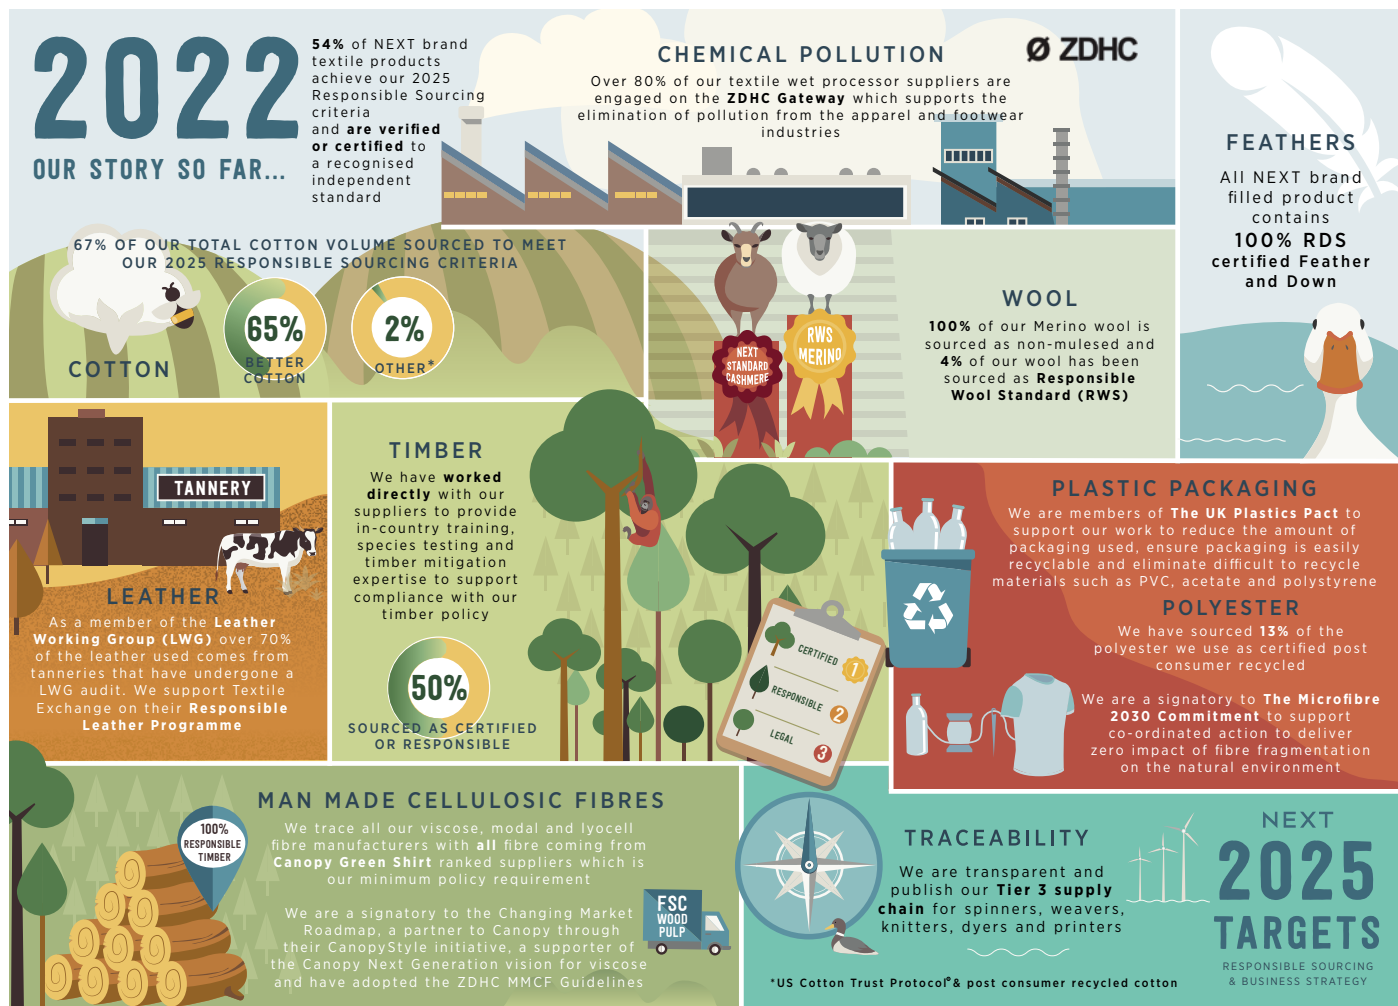 2022
OUR STORY SO FAR...
54% of NEXT brand
textile products
achieve our 2025
Responsible Sourcing
criteria
and are verified
or certified to
a recognised
independent
standard
CHEMICAL POLLUTION
Over 80% of our textile wet processor suppliers are
engaged on the ZDHC Gateway which supports the
elimination of pollution from the apparel and footwear
industries
Ø ZDHC
FEATHERS
All NEXT brand
filled product
contains
100% RDS
certified Feather
and Down
67% OF OUR TOTAL COTTON VOLUME SOURCED TO MEET
OUR 2025 RESPONSIBLE SOURCING CRITERIA
COTTON
65%
BETTER
COTTON
2%
OTHER*
NEXT
STANDARD
CASHMERE
RWS
MERINO
WOOL
100% of our Merino wool is
sourced as non-mulesed and
4% of our wool has been
sourced as Responsible
Wool Standard (RWS)
TANNERY
LEATHER
As a member of the Leather
Working Group (LWG) over 70%
of the leather used comes from
tanneries that have undergone a
LWG audit. We support Textile
Exchange on their Responsible
Leather Programme
TIMBER
We have worked
directly with our
suppliers to provide
in-country training,
species testing and
timber mitigation
expertise to support
compliance with our
timber policy
50%
SOURCED AS CERTIFIED
OR RESPONSIBLE
CERTIFIED 1
RESPONSIBLE 2
LEGAL 3
PLASTIC PACKAGING
We are members of The UK Plastics Pact to
support our work to reduce the amount of
packaging used, ensure packaging is easily
recyclable and eliminate difficult to recycle
materials such as PVC, acetate and polystyrene
POLYESTER
We have sourced 13% of the
polyester we use as certified post
consumer recycled
We are a signatory to The Microfibre
2030 Commitment to support
co-ordinated action to deliver
zero impact of fibre fragmentation
on the natural environment
100%
RESPONSIBLE
TIMBER
MAN MADE CELLULOSIC FIBRES
We trace all our viscose, modal and lyocell
fibre manufacturers with all fibre coming from
Canopy Green Shirt ranked suppliers which is
our minimum policy requirement
We are a signatory to the Changing Market
Roadmap, a partner to Canopy through
their CanopyStyle initiative, a supporter of
the Canopy Next Generation vision for viscose
and have adopted the ZDHC MMCF Guidelines
FSC
WOOD
PULP
TRACEABILITY
We are transparent and
publish our Tier 3 supply
chain for spinners, weavers,
knitters, dyers and printers
*US Cotton Trust Protocol® & post consumer recycled cotton
NEXT
2025
TARGETS
RESPONSIBLE SOURCING
& BUSINESS STRATEGY